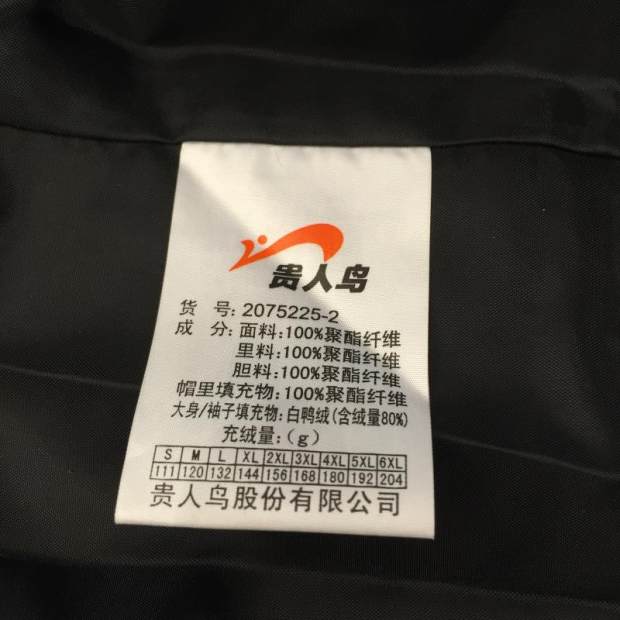 贵人鸟
货 号:2075225-2
成 分:面料:100%聚酯纤维
里料:100%聚酯纤维
胆料:100%聚酯纤维
帽里填充物:100%聚酯纤维
大身/袖子填充物:白鸭绒(含绒量80%)
充绒量:(g)
S M L XL 2XL 3XL 4XL 5XL 6XL
111 120 132 144 156 168 180 192 204
贵人鸟股份有限公司